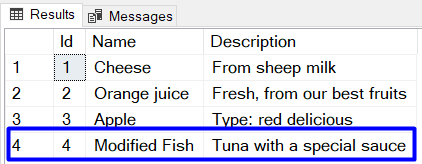 Results Messages
Id Name Description
1 1 Cheese From sheep milk
2 2 Orange juice Fresh, from our best fruits
3 3 Apple Type: red delicious
4 4 Modified Fish Tuna with a special sauce